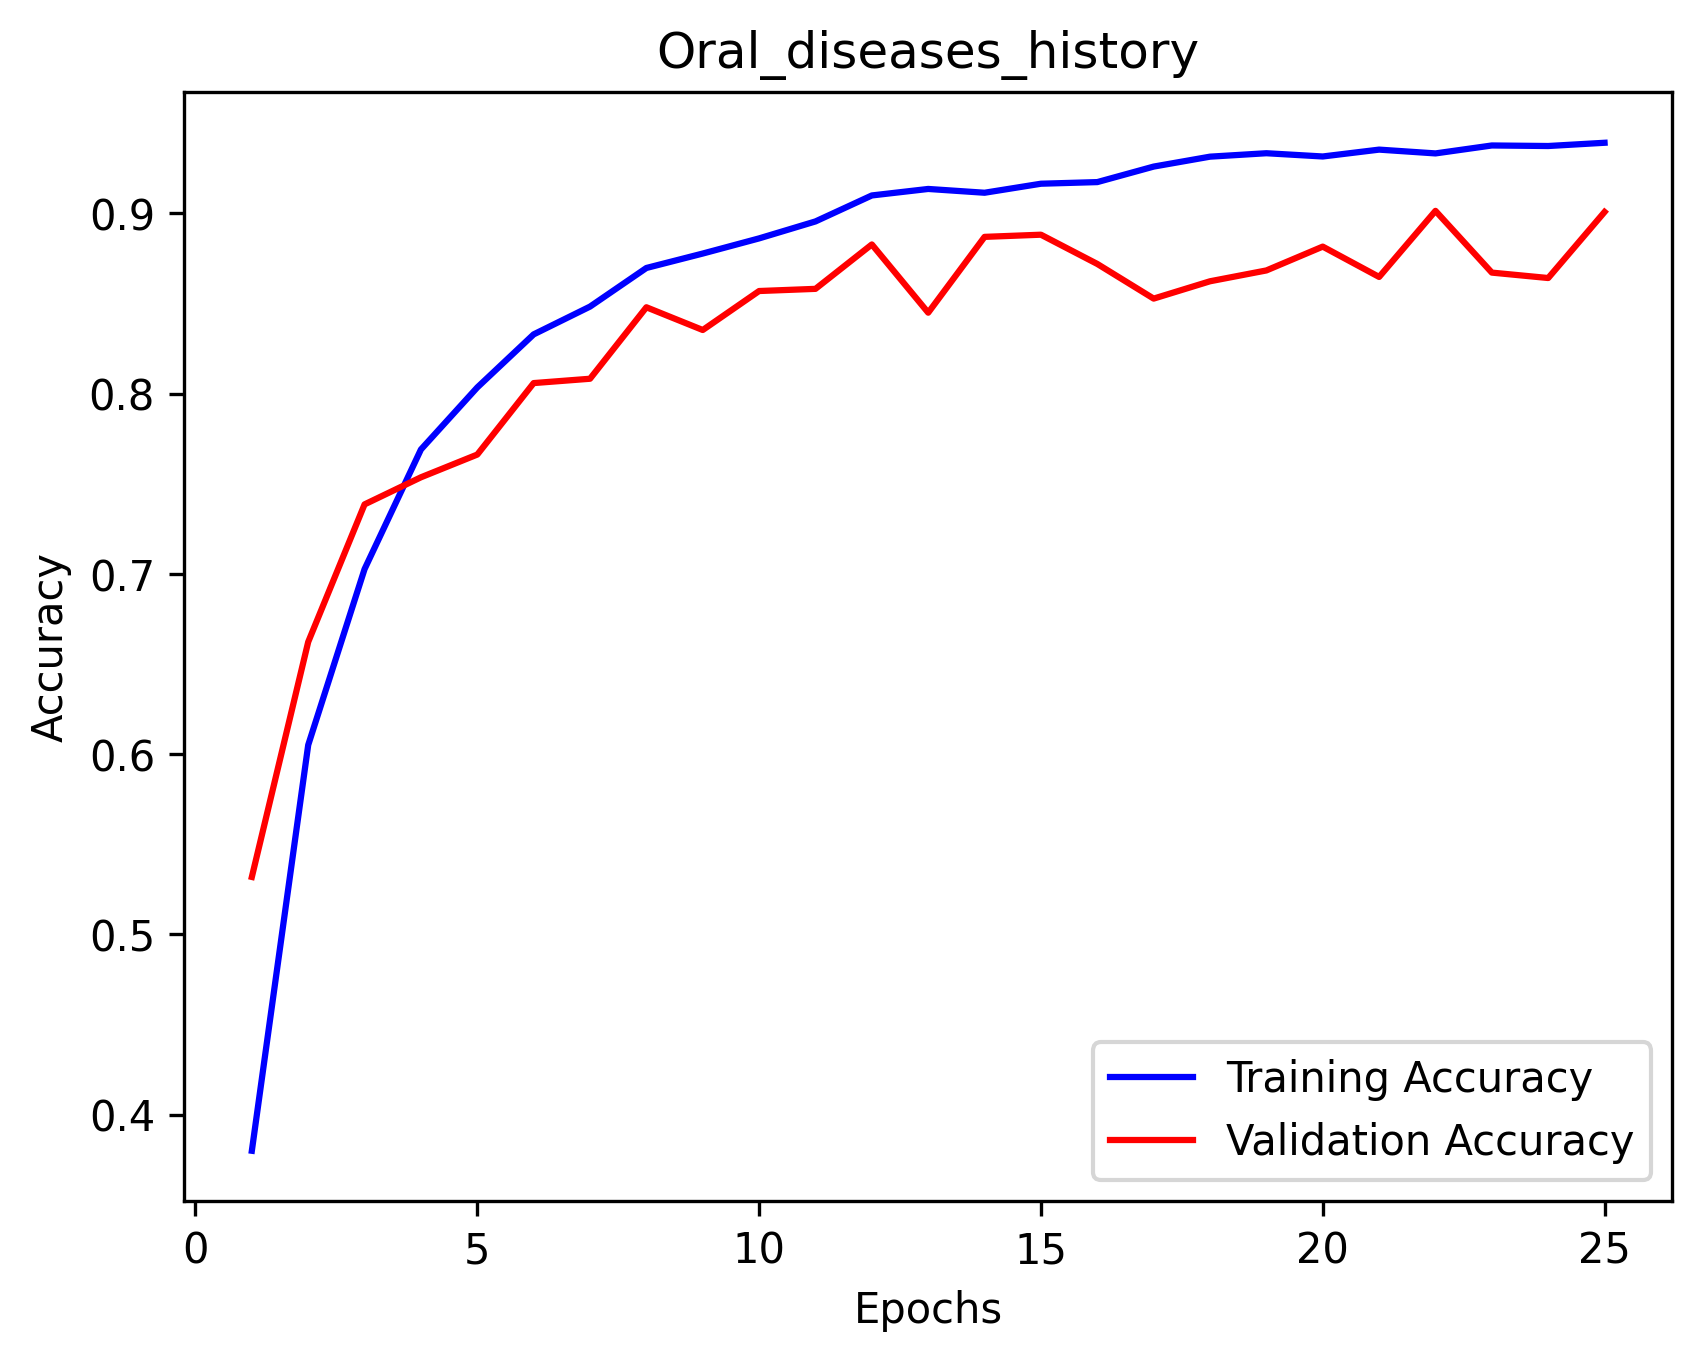 Oral_diseases_history
Accuracy
0.9
0.8
0.7
0.6
0.5
0.4
0 5 10 15 20 25
Epochs
Training Accuracy
Validation Accuracy